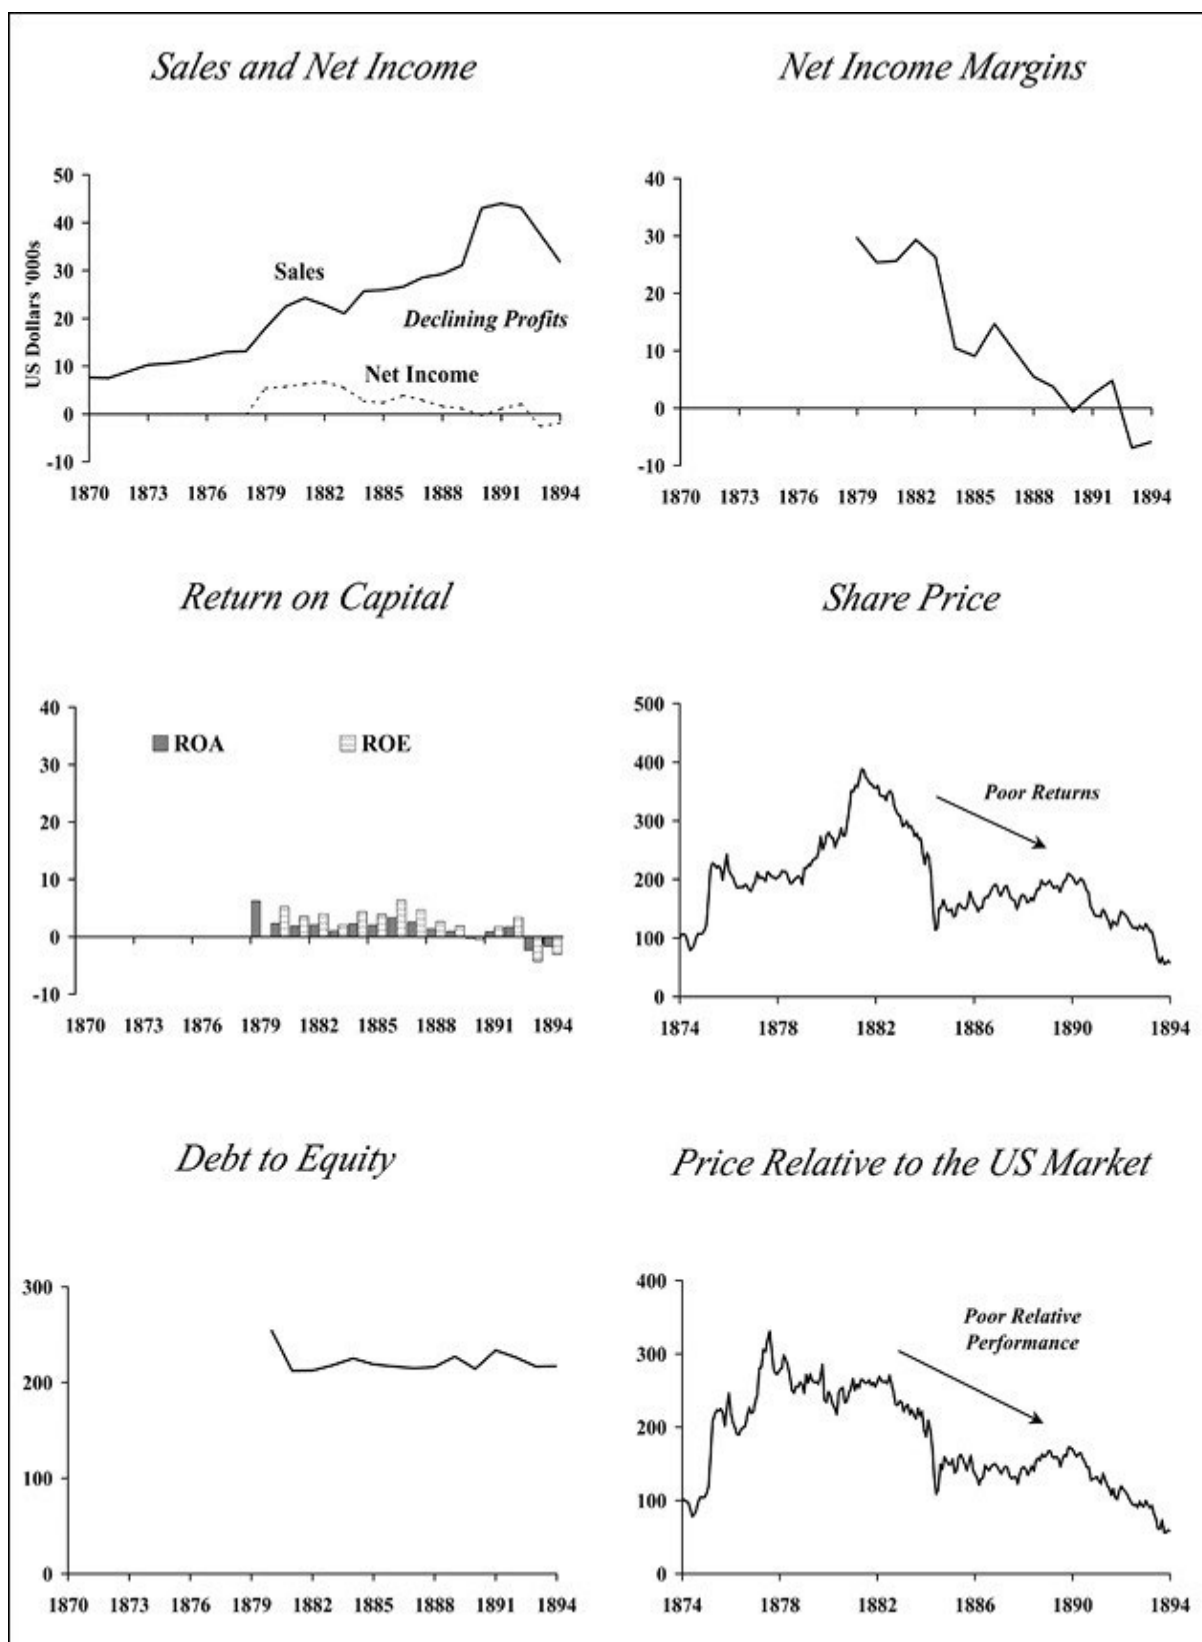 Sales and Net Income
50
40
30
20
10
0
-10
US Dollars '000s
Sales
Declining Profits
Net Income
1870 1873 1876 1879 1882 1885 1888 1891 1894
Net Income Margins
40
30
20
10
0
-10
1870 1873 1876 1879 1882 1885 1888 1891 1894
Return on Capital
40
30
20
10
0
-10
ROA ROE
1870 1873 1876 1879 1882 1885 1888 1891 1894
Share Price
500
400
300
200
100
0
Poor Returns
1874 1878 1882 1886 1890 1894
Debt to Equity
300
200
100
0
1870 1873 1876 1879 1882 1885 1888 1891 1894
Price Relative to the US Market
400
300
200
100
0
Poor Relative
Performance
1874 1878 1882 1886 1890 1894